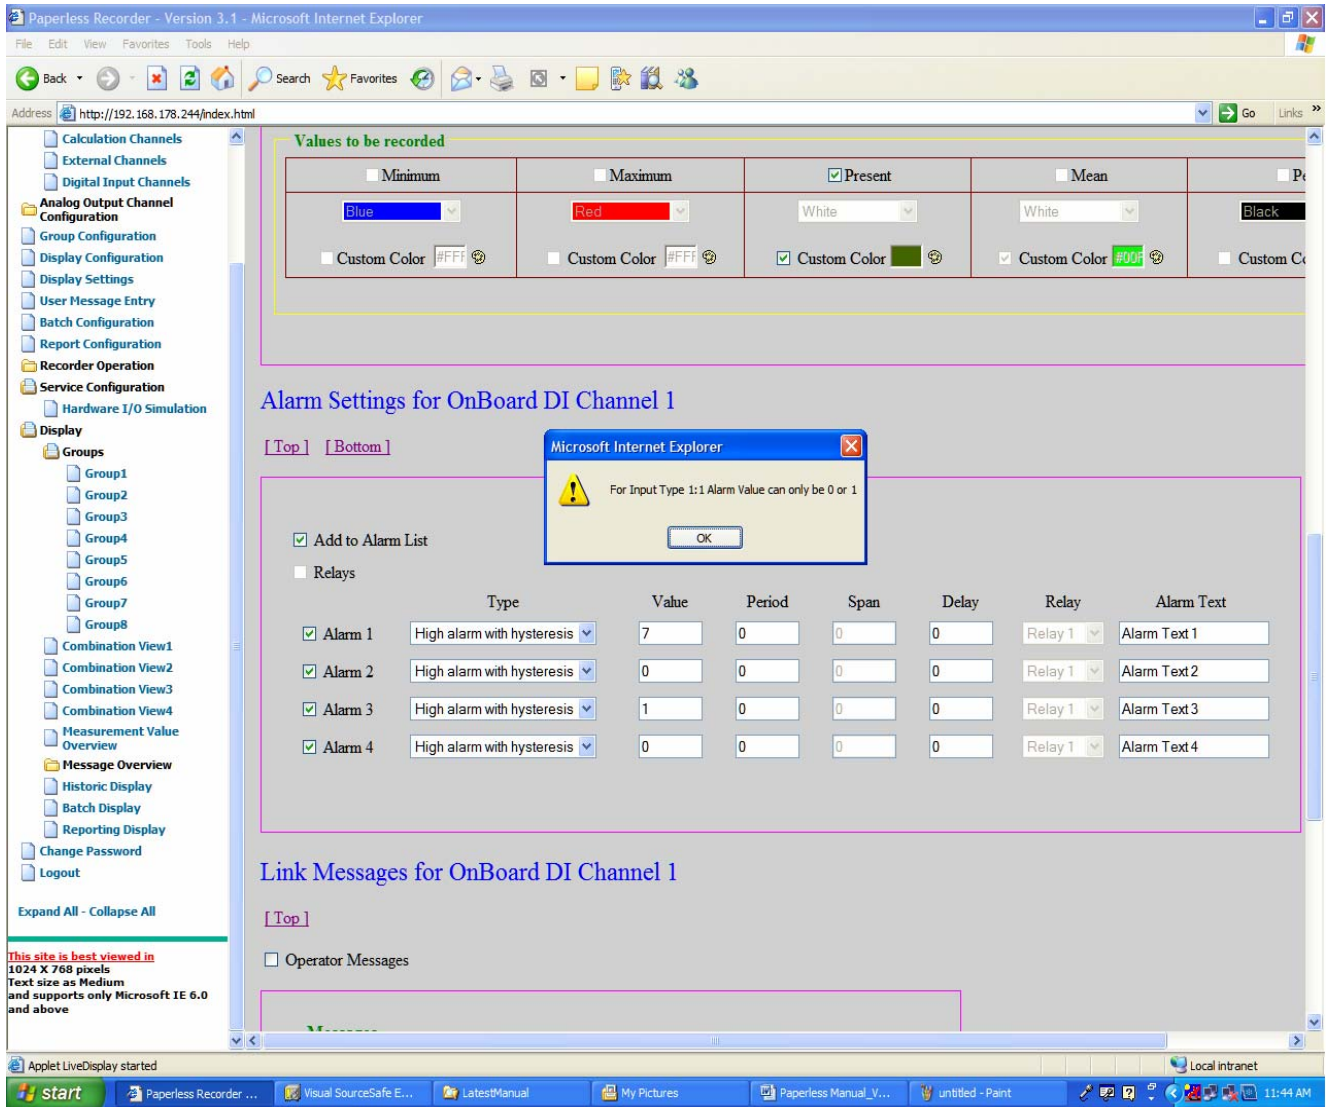 Paperless Recorder - Version 3.1 - Microsoft Internet Explorer
File Edit View Favorites Tools Help
Back Search Favorites
Address http://192.168.178.244/index.html Go Links »
Calculation Channels
External Channels
Digital Input Channels
Analog Output Channel
Configuration
Group Configuration
Display Configuration
Display Settings
User Message Entry
Batch Configuration
Report Configuration
Recorder Operation
Service Configuration
Hardware I/O Simulation
Display
Groups
Group1
Group2
Group3
Group4
Group5
Group6
Group7
Group8
Combination View1
Combination View2
Combination View3
Combination View4
Measurement Value
Overview
Message Overview
Historic Display
Batch Display
Reporting Display
Change Password
Logout
Expand All - Collapse All
This site is best viewed in
1024 X 768 pixels
Text size as Medium
and supports only Microsoft IE 6.0
and above
Values to be recorded
Minimum Maximum Present Mean
Blue Red White White Black
Custom Color #FFF Custom Color #FFF Custom Color Custom Color #00F Custom
Alarm Settings for OnBoard DI Channel 1
[ Top ] [ Bottom ]
Microsoft Internet Explorer
For Input Type 1:1 Alarm Value can only be 0 or 1
OK
Add to Alarm List
Relays
Type Value Period Span Delay Relay Alarm Text
Alarm 1 High alarm with hysteresis 7 0 0 0 Relay 1 Alarm Text 1
Alarm 2 High alarm with hysteresis 0 0 0 0 Relay 1 Alarm Text 2
Alarm 3 High alarm with hysteresis 1 0 0 0 Relay 1 Alarm Text 3
Alarm 4 High alarm with hysteresis 0 0 0 0 Relay 1 Alarm Text 4
Link Messages for OnBoard DI Channel 1
[ Top ]
Operator Messages
Applet LiveDisplay started Local intranet
start Paperless Recorder ... Visual SourceSafe E... LatestManual My Pictures Paperless Manual_V... untitled - Paint 11:44 AM